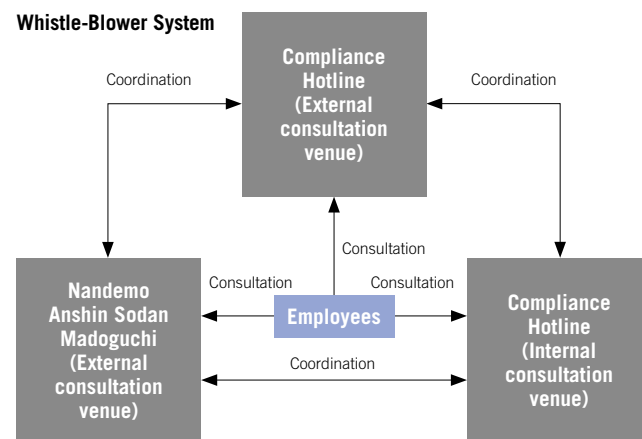 Whistle-Blower System
Compliance
Hotline
(External
consultation
venue)
Coordination
Coordination
Consultation
Consultation
Consultation
Nandemo
Anshin Sodan
Madoguchi
(External
consultation
venue)
Employees
Compliance
Hotline
(Internal
consultation
venue)
Coordination